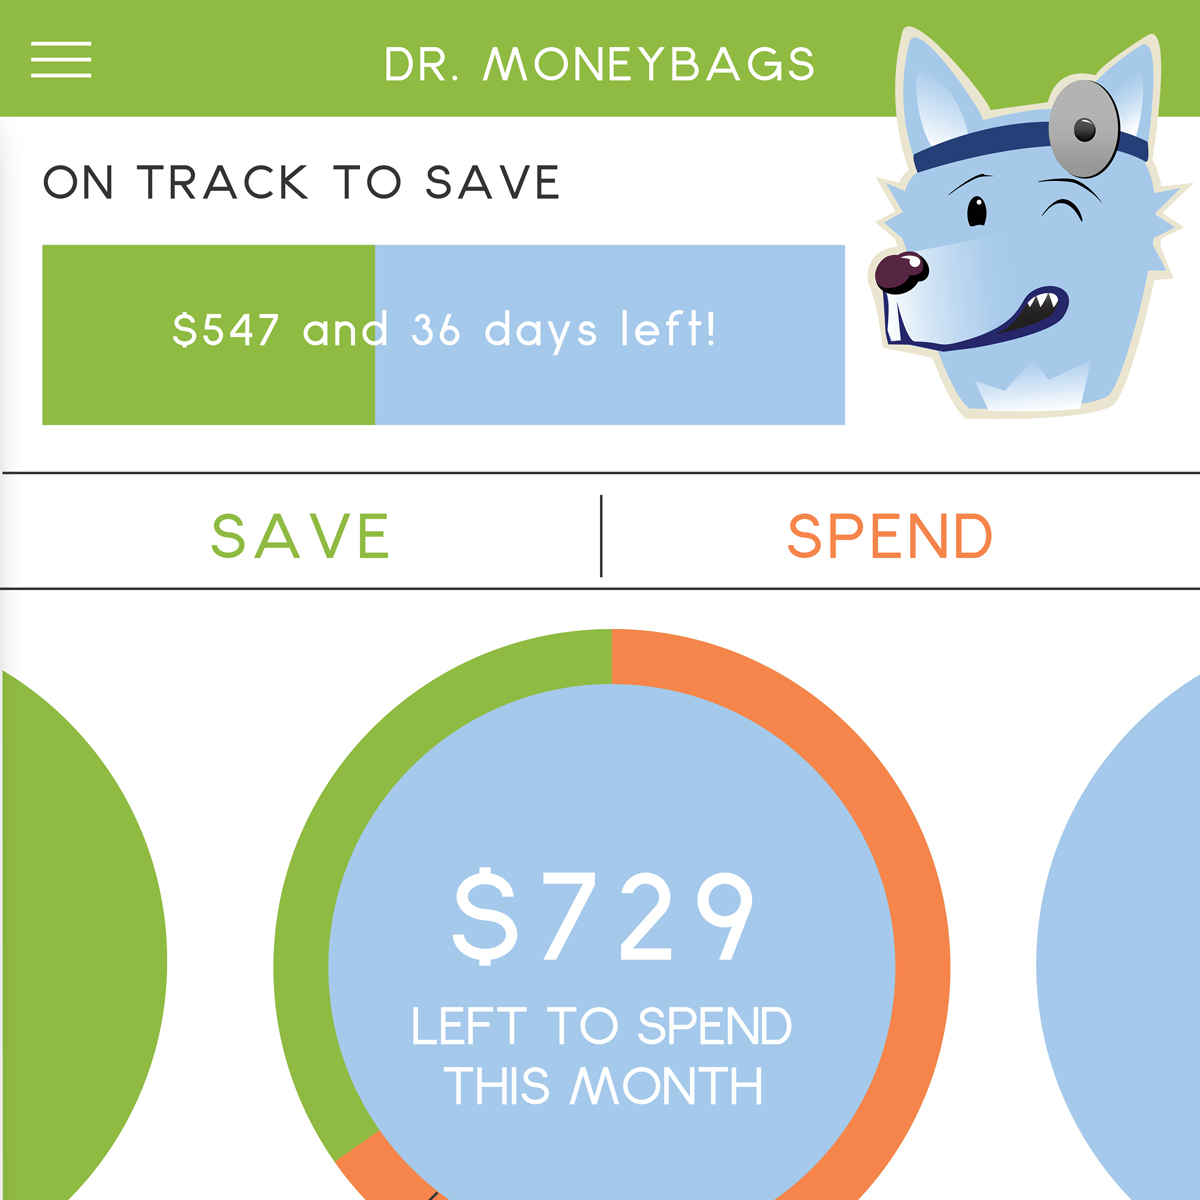 DR. MONEYBAGS
ON TRACK TO SAVE
$547 and 36 days left!
SAVE
SPEND
$729
LEFT TO SPEND
THIS MONTH